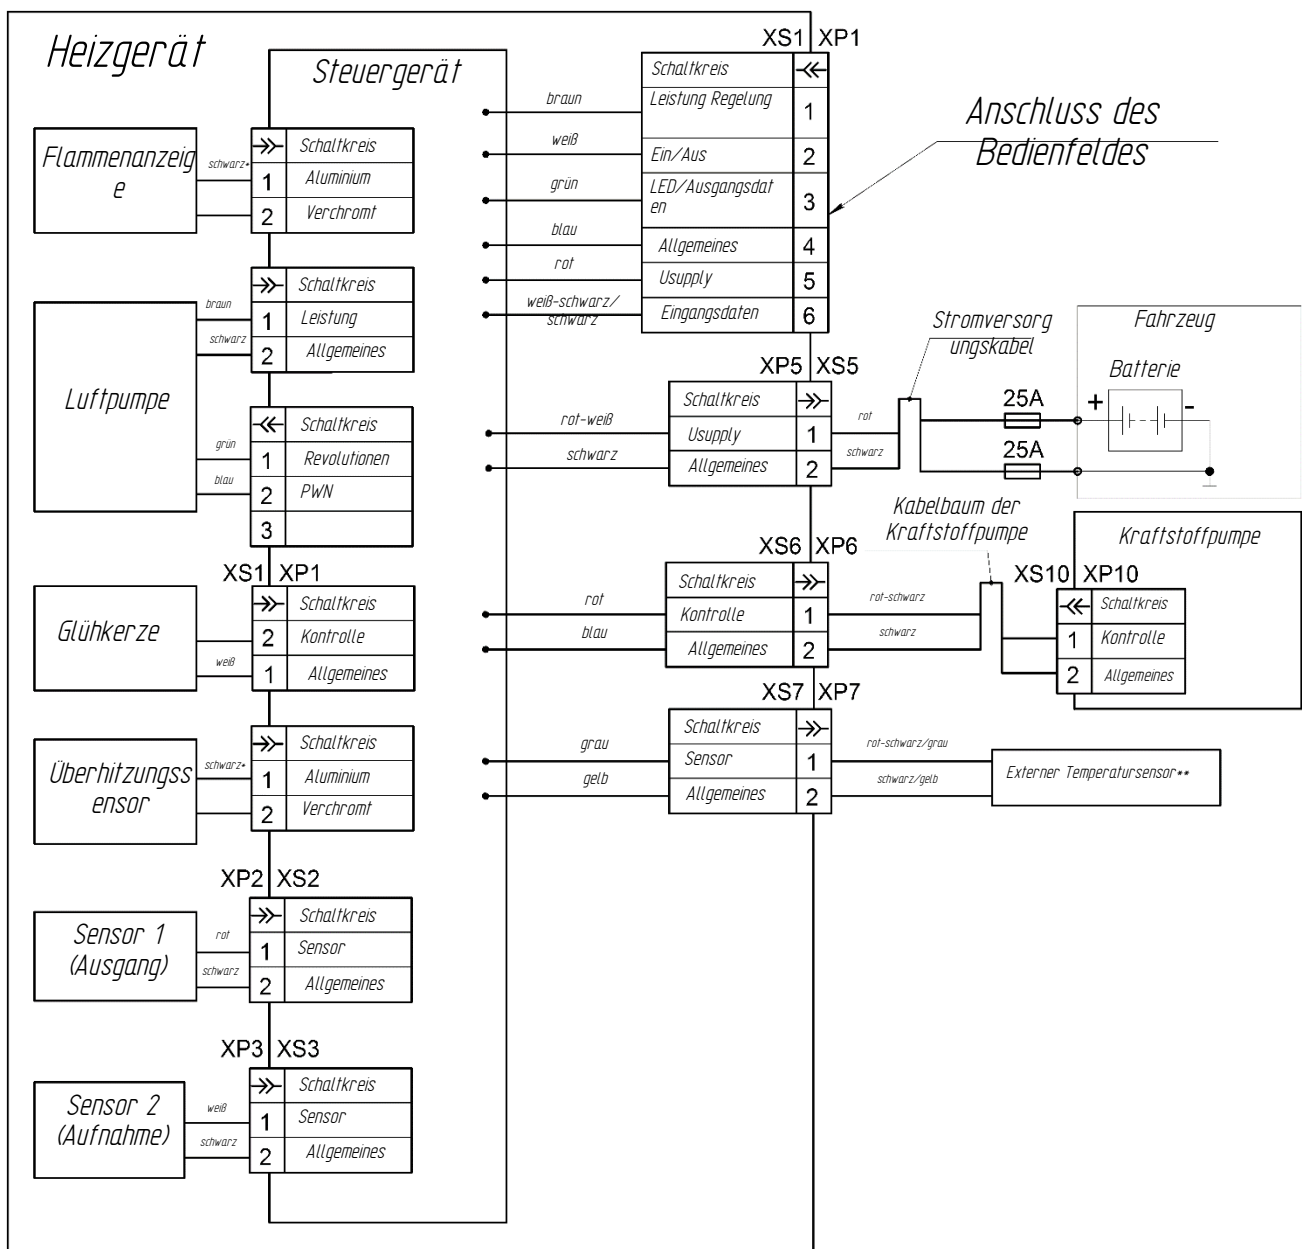 Heizgerät
Steuergerät
Flammenanzeig
e
schwarz*
Schaltkreis
1 Aluminium
2 Verchromt
Luftpumpe
braun
schwarz
Schaltkreis
1 Leistung
2 Allgemeines
grün
blau
Schaltkreis
1 Revolutionen
2 PWN
3
XS1 XP1
Glühkerze
weiß
Schaltkreis
2 Kontrolle
1 Allgemeines
Überhitzungss
ensor
schwarz*
Schaltkreis
1 Aluminium
2 Verchromt
XP2 XS2
Sensor 1
(Ausgang)
rot
schwarz
Schaltkreis
1 Sensor
2 Allgemeines
XP3 XS3
Sensor 2
(Aufnahme)
weiß
schwarz
Schaltkreis
1 Sensor
2 Allgemeines
XS1 XP1
Schaltkreis
braun
Leistung Regelung 1
weiß
Ein/Aus 2
grün
LED/Ausgangsdat
en
3
blau
Allgemeines 4
rot
Usupply 5
weiß-schwarz/
schwarz
Eingangsdaten 6
Anschluss des
Bedienfeldes
XP5 XS5
Schaltkreis
rot-weiß
Usupply 1
rot
schwarz
Allgemeines 2
schwarz
Stromversorg
ungskabel
25A
25A
Fahrzeug
Batterie
+ -
XS6 XP6
Schaltkreis
rot
Kontrolle 1
rot-schwarz
blau
Allgemeines 2
schwarz
Kabelbaum der
Kraftstoffpumpe
Kraftstoffpumpe
XS10 XP10
Schaltkreis
1 Kontrolle
2 Allgemeines
XS7 XP7
Schaltkreis
grau
Sensor 1
rot-schwarz/grau
gelb
Allgemeines 2
schwarz/gelb
Externer Temperatursensor**